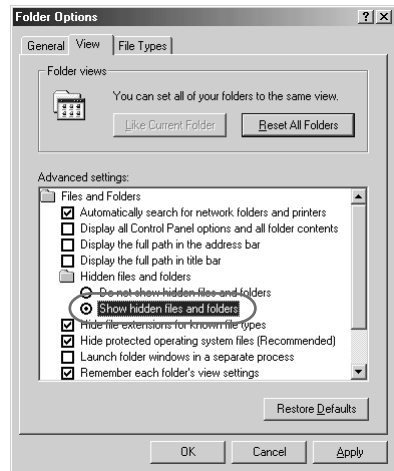 Folder Options
General View File Types
Folder views
You can set all of your folders to the same view.
Like Current Folder Reset All Folders
Advanced settings:
Files and Folders
Automatically search for network folders and printers
Display all Control Panel options and all folder contents
Display the full path in the address bar
Display the full path in title bar
Hidden files and folders
Do not show hidden files and folders
Show hidden files and folders
Hide file extensions for known file types
Hide protected operating system files (Recommended)
Launch folder windows in a separate process
Remember each folder's view settings
Restore Defaults
OK Cancel Apply